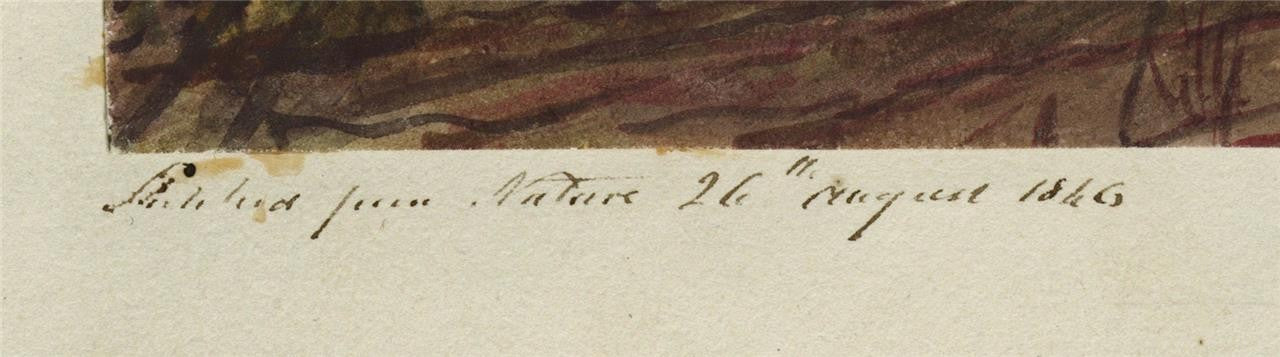 Sketched from Nature 26th August 1846